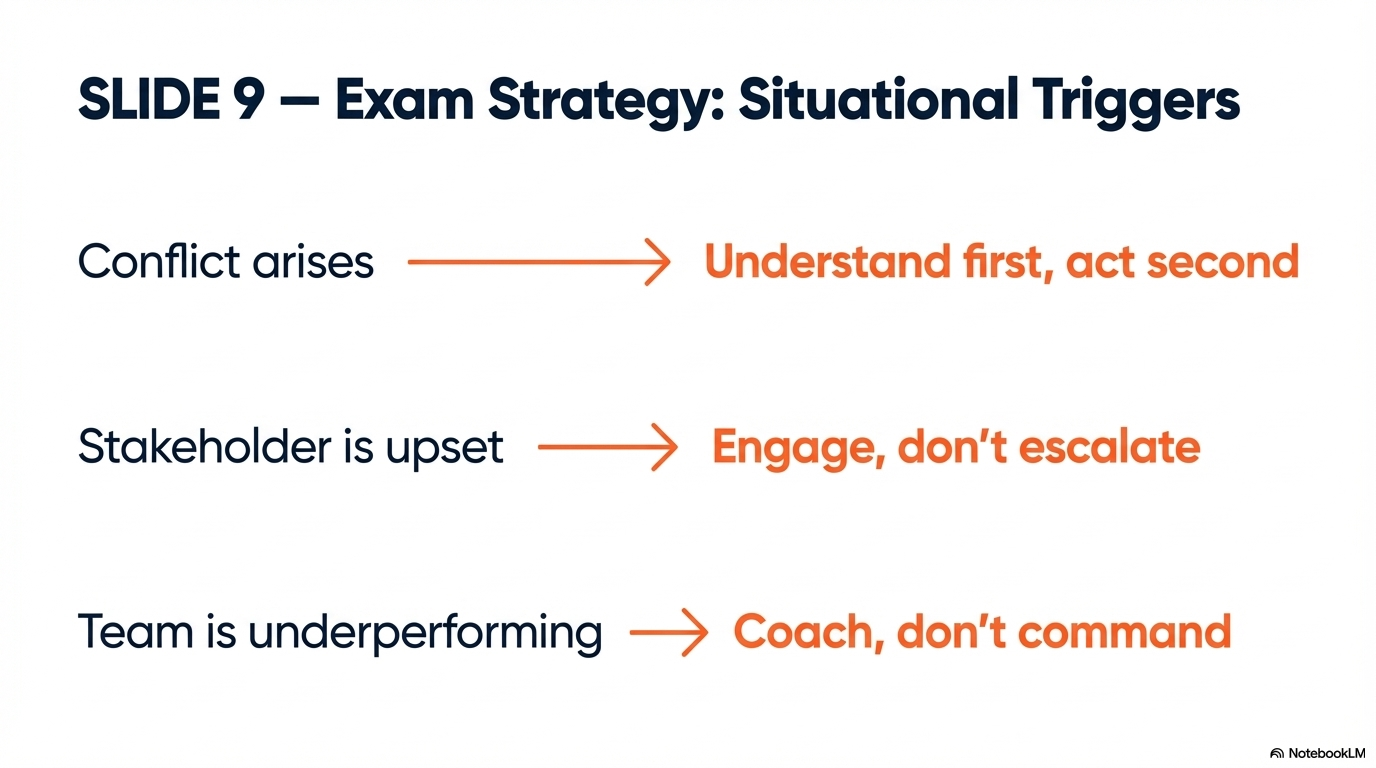 SLIDE 9 — Exam Strategy: Situational Triggers
Conflict arises
Understand first, act second
Stakeholder is upset
Engage, don’t escalate
Team is underperforming
Coach, don’t command
NotebookLM